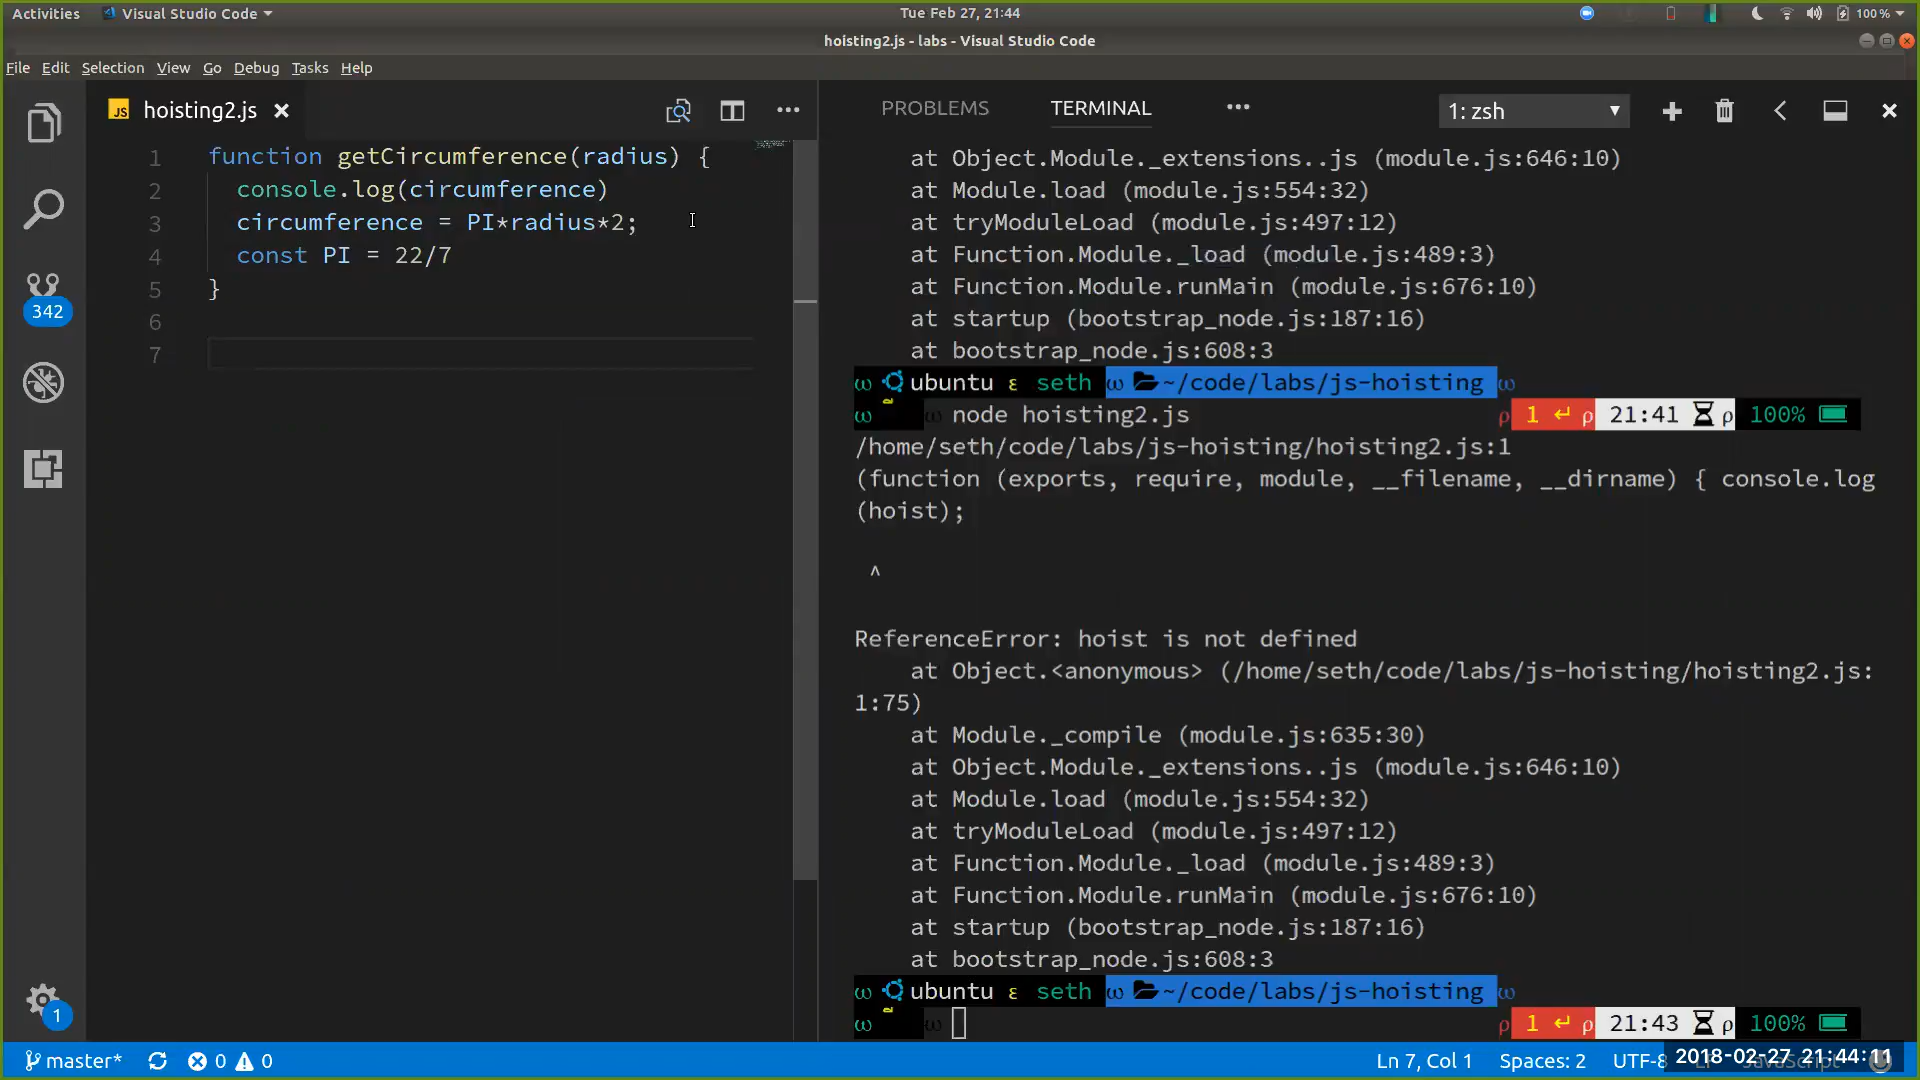 Activities Visual Studio Code Tue Feb 27, 21:44 100%
hoisting2.js - labs - Visual Studio Code
File Edit Selection View Go Debug Tasks Help
JS hoisting2.js
1 function getCircumference(radius) {
2 console.log(circumference)
3 circumference = PI*radius*2;
4 const PI = 22/7
5 }
6
7
342
1
PROBLEMS TERMINAL ••• 1: zsh
at Object.Module._extensions..js (module.js:646:10)
at Module.load (module.js:554:32)
at tryModuleLoad (module.js:497:12)
at Function.Module._load (module.js:489:3)
at Function.Module.runMain (module.js:676:10)
at startup (bootstrap_node.js:187:16)
at bootstrap_node.js:608:3
ω ubuntu ε seth ω ~/code/labs/js-hoisting ω
ω ω node hoisting2.js ρ 1 ↵ ρ 21:41 ρ 100%
/home/seth/code/labs/js-hoisting/hoisting2.js:1
(function (exports, require, module, __filename, __dirname) { console.log
(hoist);
^
ReferenceError: hoist is not defined
at Object.<anonymous> (/home/seth/code/labs/js-hoisting/hoisting2.js:
1:75)
at Module._compile (module.js:635:30)
at Object.Module._extensions..js (module.js:646:10)
at Module.load (module.js:554:32)
at tryModuleLoad (module.js:497:12)
at Function.Module._load (module.js:489:3)
at Function.Module.runMain (module.js:676:10)
at startup (bootstrap_node.js:187:16)
at bootstrap_node.js:608:3
ω ubuntu ε seth ω ~/code/labs/js-hoisting ω
ω ω ρ 1 ↵ ρ 21:43 ρ 100%
master* 0 0 Ln 7, Col 1 Spaces: 2 UTF-8 2018-02-27 21:44:11